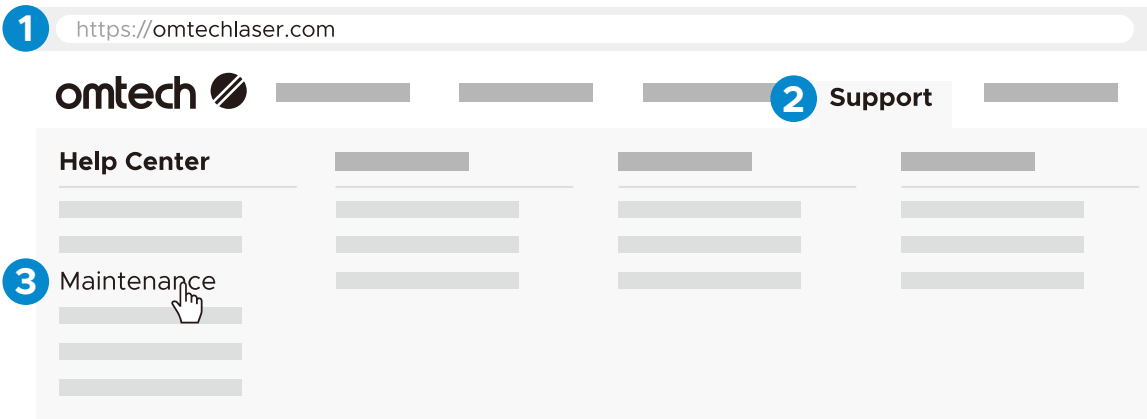 1 https://omtechlaser.com
omtech 2 Support
Help Center
3 Maintenance